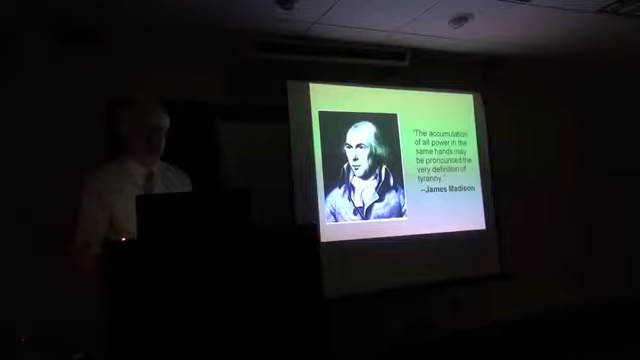 "The accumulation
of all power in the
same hands may
be pronounced the
very definition of
tyranny."
–James Madison